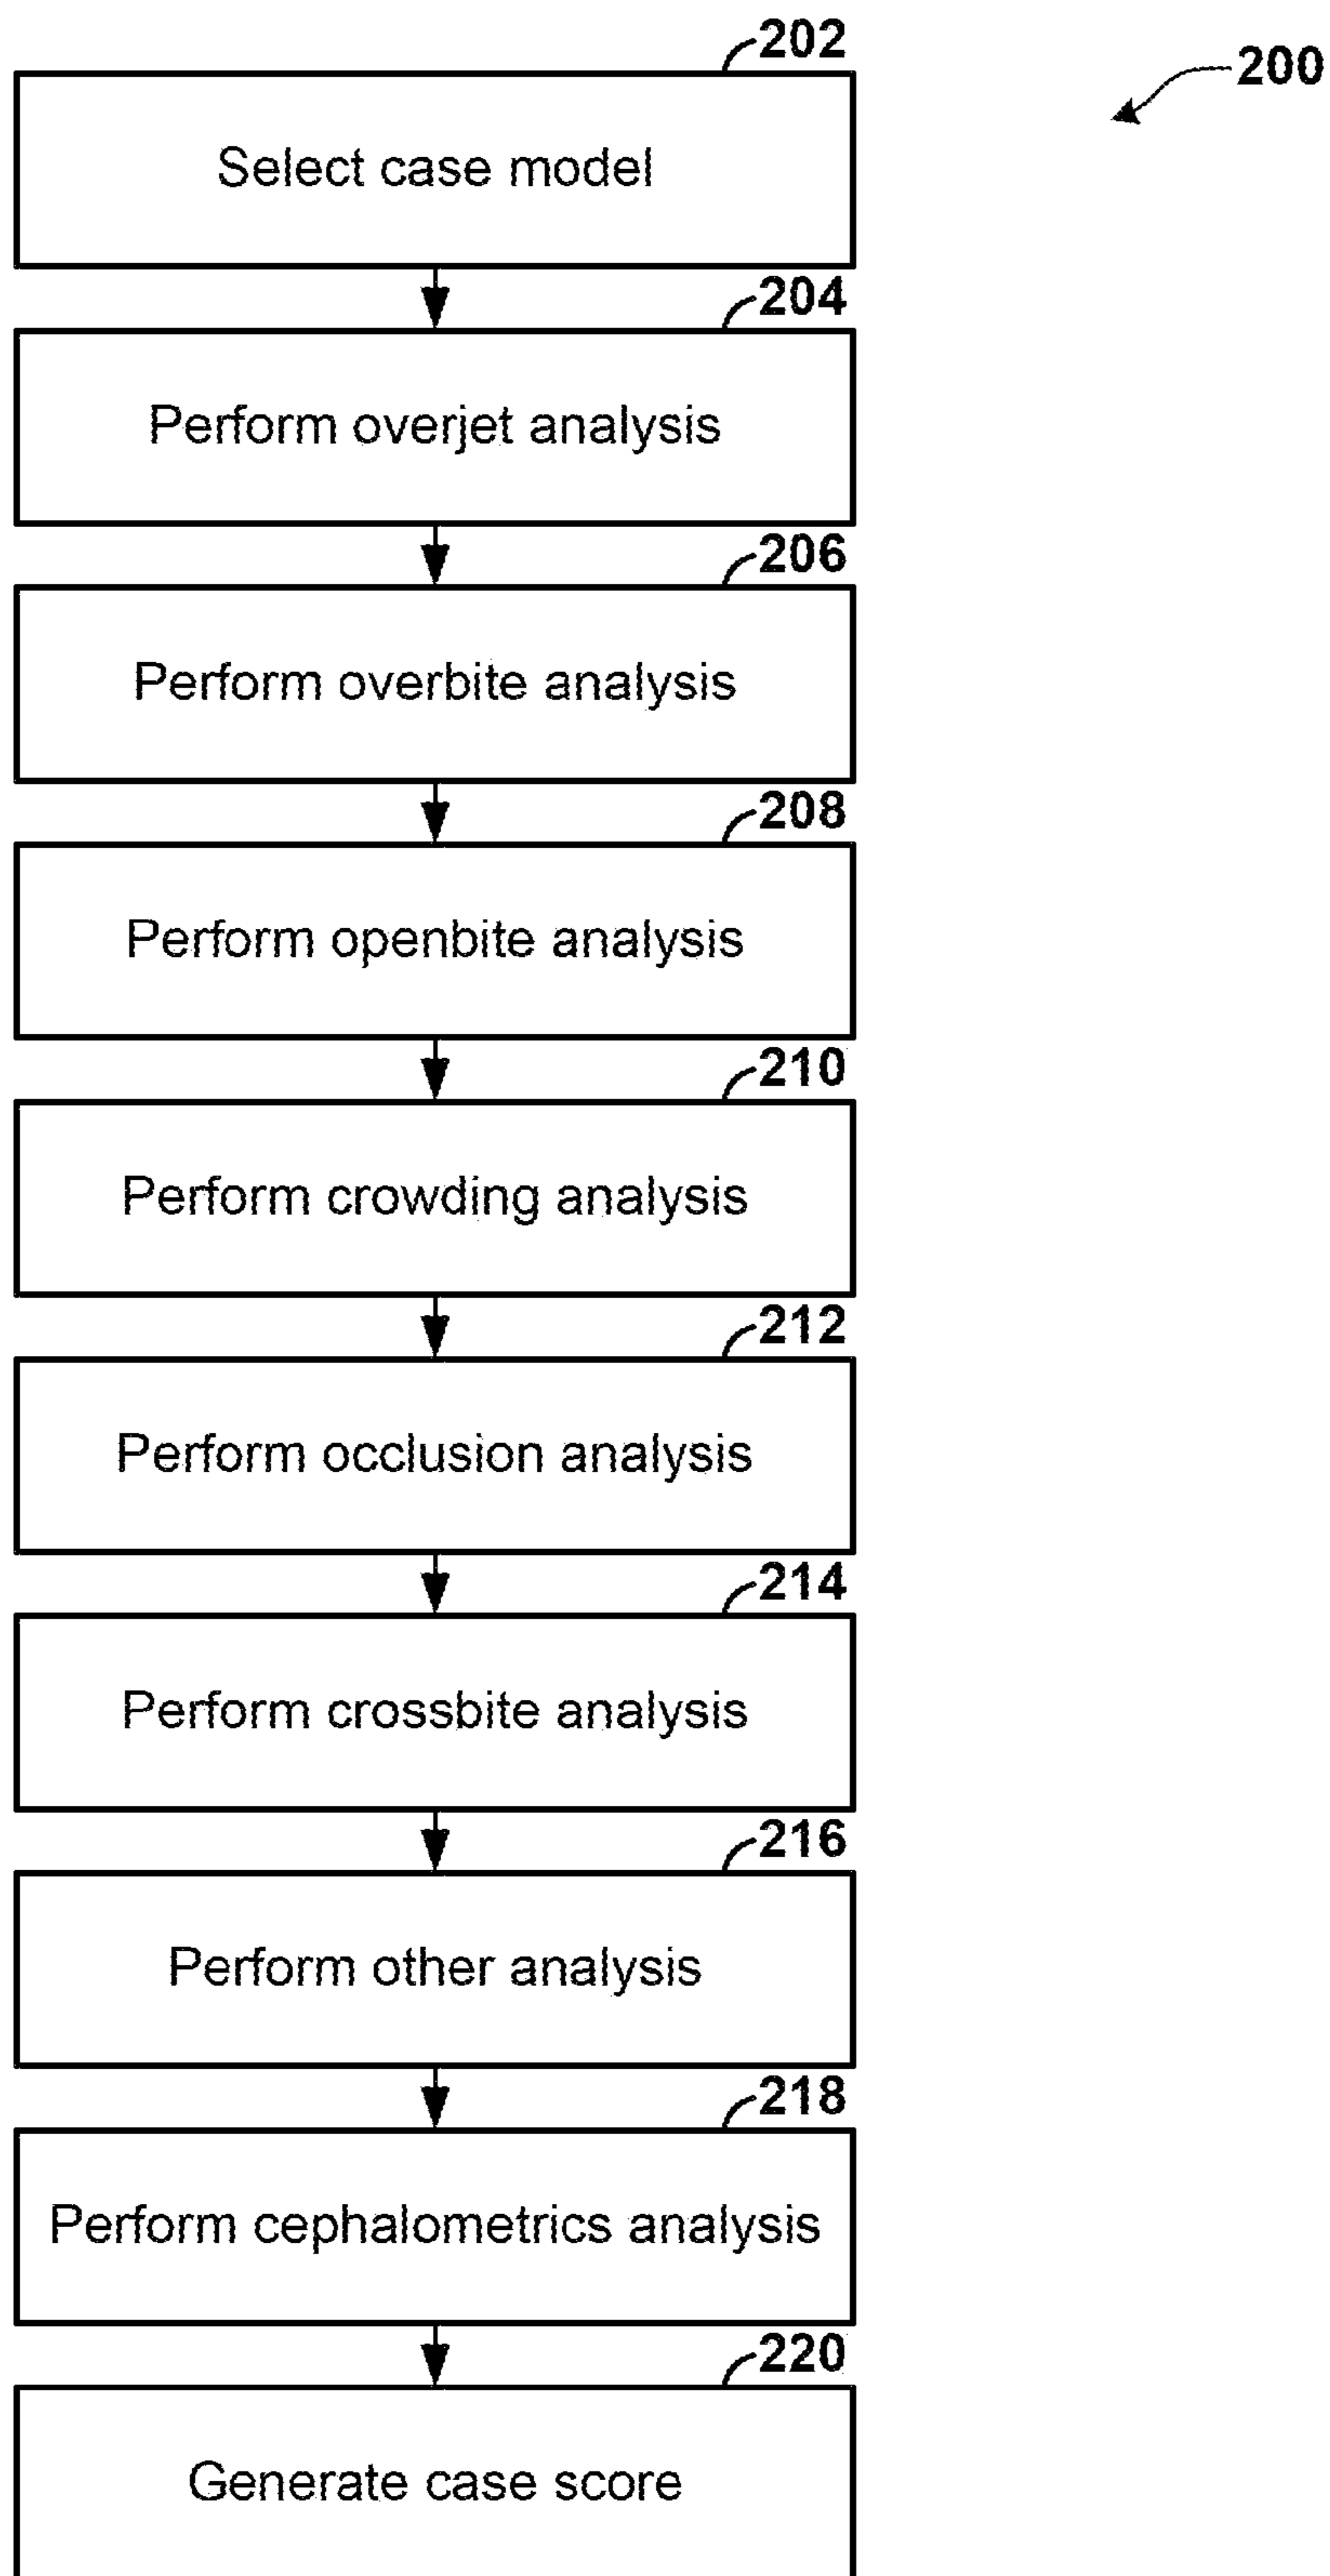 202
200
Select case model
204
Perform overjet analysis
206
Perform overbite analysis
208
Perform openbite analysis
210
Perform crowding analysis
212
Perform occlusion analysis
214
Perform crossbite analysis
216
Perform other analysis
218
Perform cephalometrics analysis
220
Generate case score